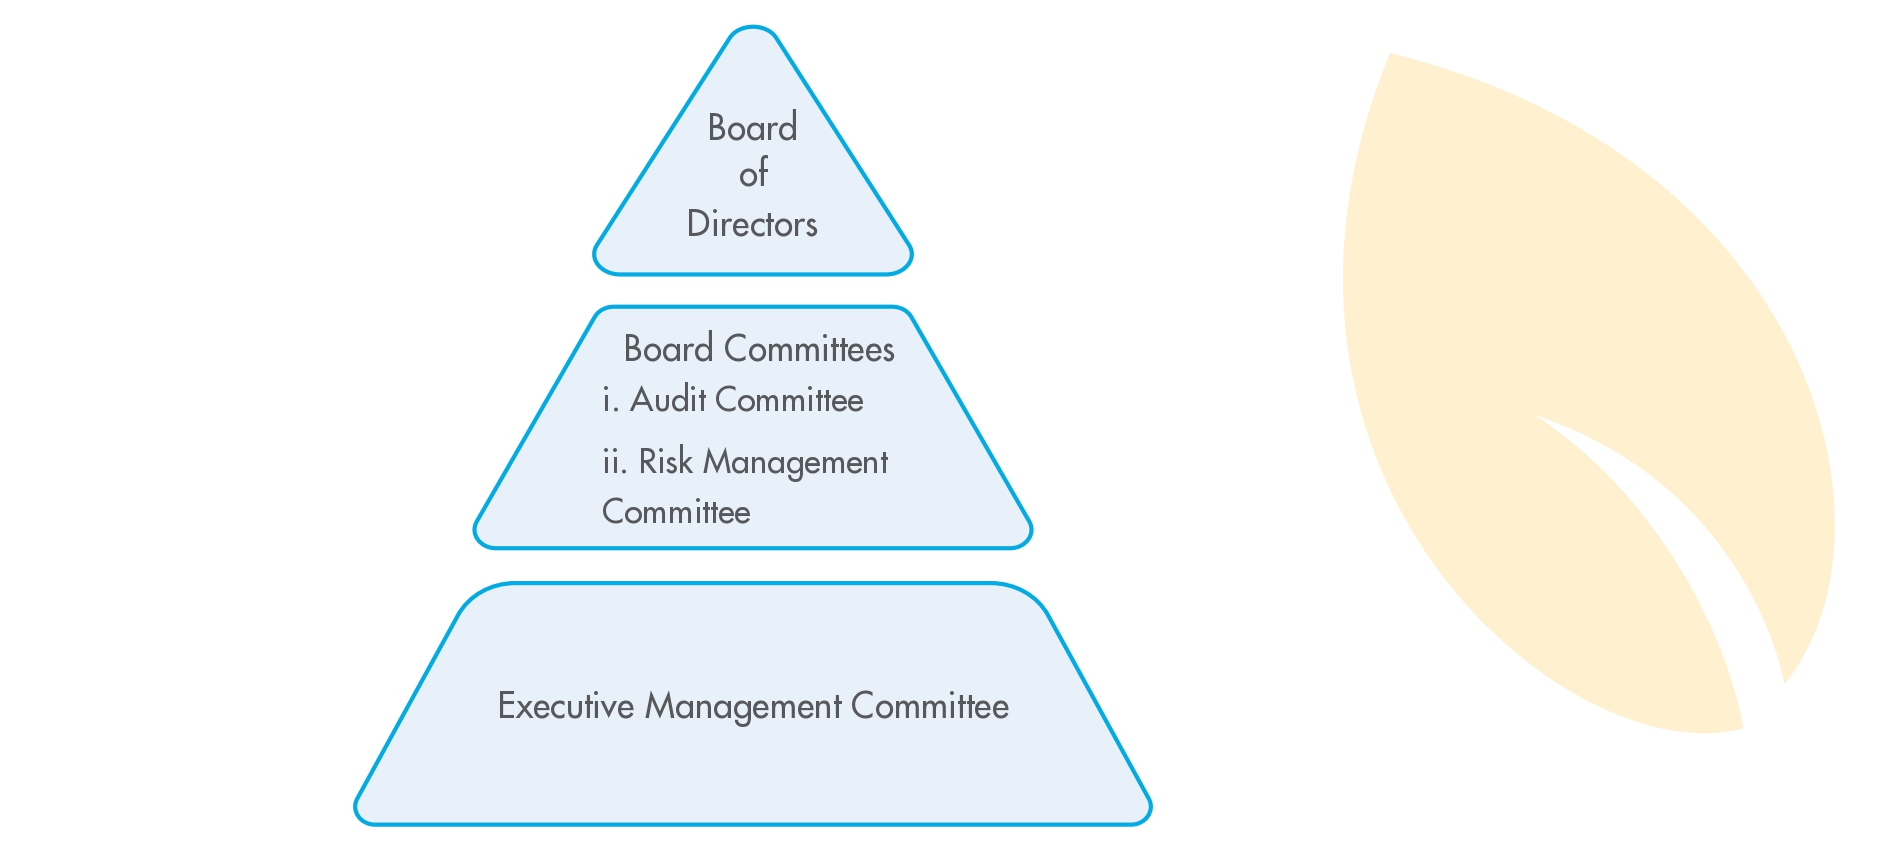 Board
of
Directors
Board Committees
i. Audit Committee
ii. Risk Management
Committee
Executive Management Committee